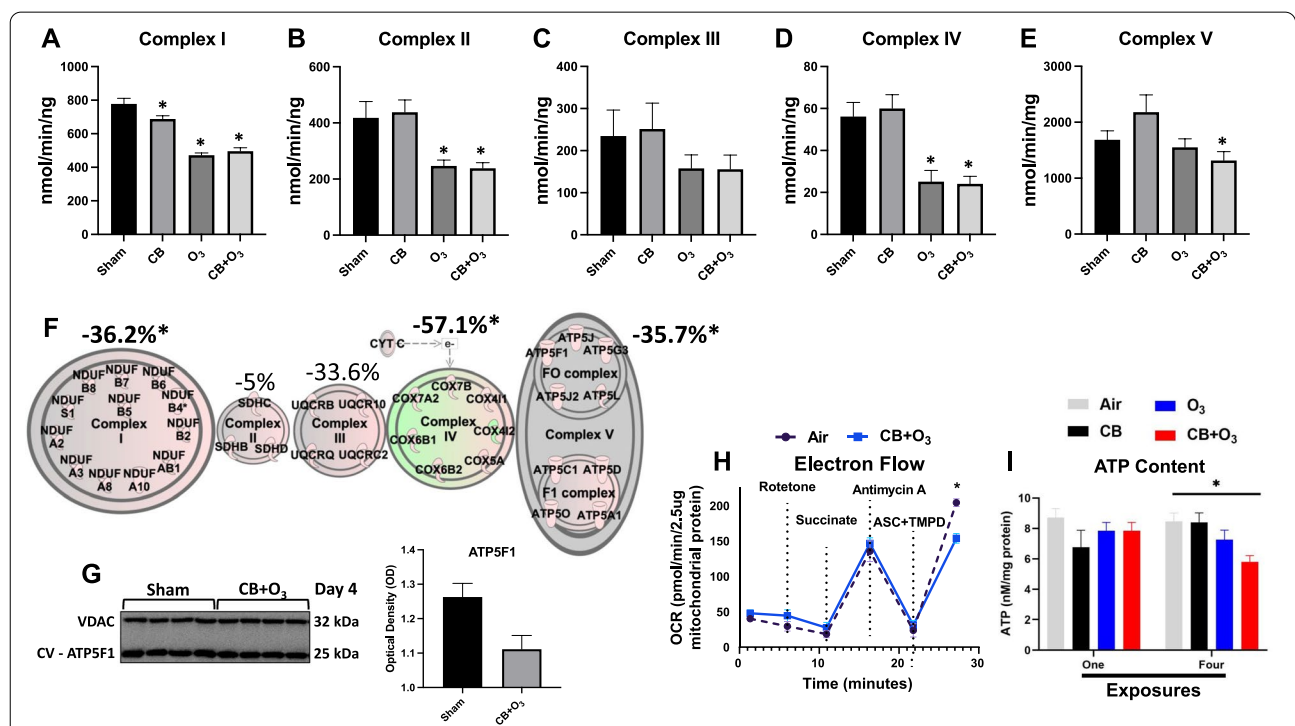 A Complex I
nmol/min/ng
1000
800
600
400
200
0
*
*
*
Sham CB O₃ CB+O₃
B Complex II
nmol/min/ng
600
400
200
0
*
*
Sham CB O₃ CB+O₃
C Complex III
nmol/min/ng
400
300
200
100
0
Sham CB O₃ CB+O₃
D Complex IV
nmol/min/ng
80
60
40
20
0
*
*
Sham CB O₃ CB+O₃
E Complex V
nmol/min/ng
3000
2000
1000
0
*
Sham CB O₃ CB+O₃
F
-36.2%*
NDUF B8
NDUF B7
NDUF B6
NDUF B4*
NDUF S1
B5
NDUF B2
NDUF A2
Complex I
NDUF A3
NDUF A8
NDUF A10
NDUF AB1
-5%
SDHC
Complex II
SDHB SDHD
-33.6%
UQCRB UQCR10
Complex III
UQCRQ UQCRC2
CYT C
e-
-57.1%*
COX7B
COX7A2 COX4I1
Complex IV
COX4I2
COX6B1
COX6B2 COX5A
-35.7%*
ATP5J
ATP5F1 ATP5G3
FO complex
ATP5J2 ATP5L
Complex V
ATP5C1 ATP5D
F1 complex
ATP5O ATP5A1
G
Sham CB+O₃ Day 4
VDAC 32 kDa
CV - ATP5F1 25 kDa
ATP5F1
Optical Density (OD)
1.4
1.3
1.2
1.1
1.0
Sham CB+O₃
Air CB+O₃
H Electron Flow
Rotetone
Antimycin A
Succinate
ASC+TMPD
*
OCR (pmol/min/2.5ug
mitochondrial protein)
200
150
100
50
0
0 10 20 30
Time (minutes)
Air O₃
CB CB+O₃
I ATP Content
*
ATP (nM/mg protein)
10
8
6
4
2
0
One Four
Exposures